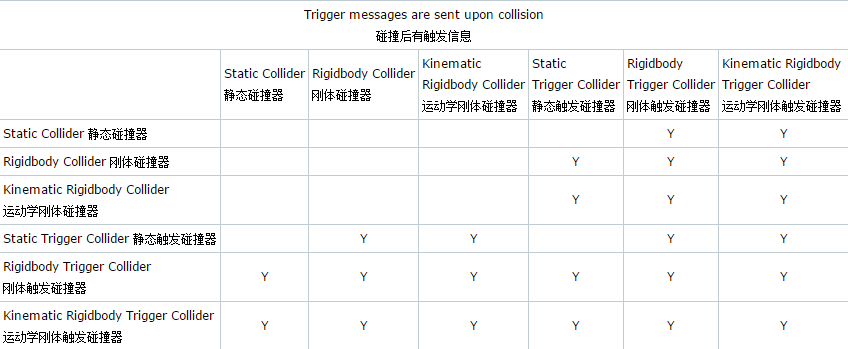 Trigger messages are sent upon collision
碰撞后有触发信息
Static Collider
静态碰撞器
Rigidbody Collider
刚体碰撞器
Kinematic
Rigidbody Collider
运动学刚体碰撞器
Static
Trigger Collider
静态触发碰撞器
Rigidbody
Trigger Collider
刚体触发碰撞器
Kinematic Rigidbody
Trigger Collider
运动学刚体触发碰撞器
Static Collider 静态碰撞器 Y Y
Rigidbody Collider 刚体碰撞器 Y Y Y
Kinematic Rigidbody Collider
运动学刚体碰撞器 Y Y Y
Static Trigger Collider 静态触发碰撞器 Y Y Y Y
Rigidbody Trigger Collider
刚体触发碰撞器 Y Y Y Y Y Y
Kinematic Rigidbody Trigger Collider
运动学刚体触发碰撞器 Y Y Y Y Y Y